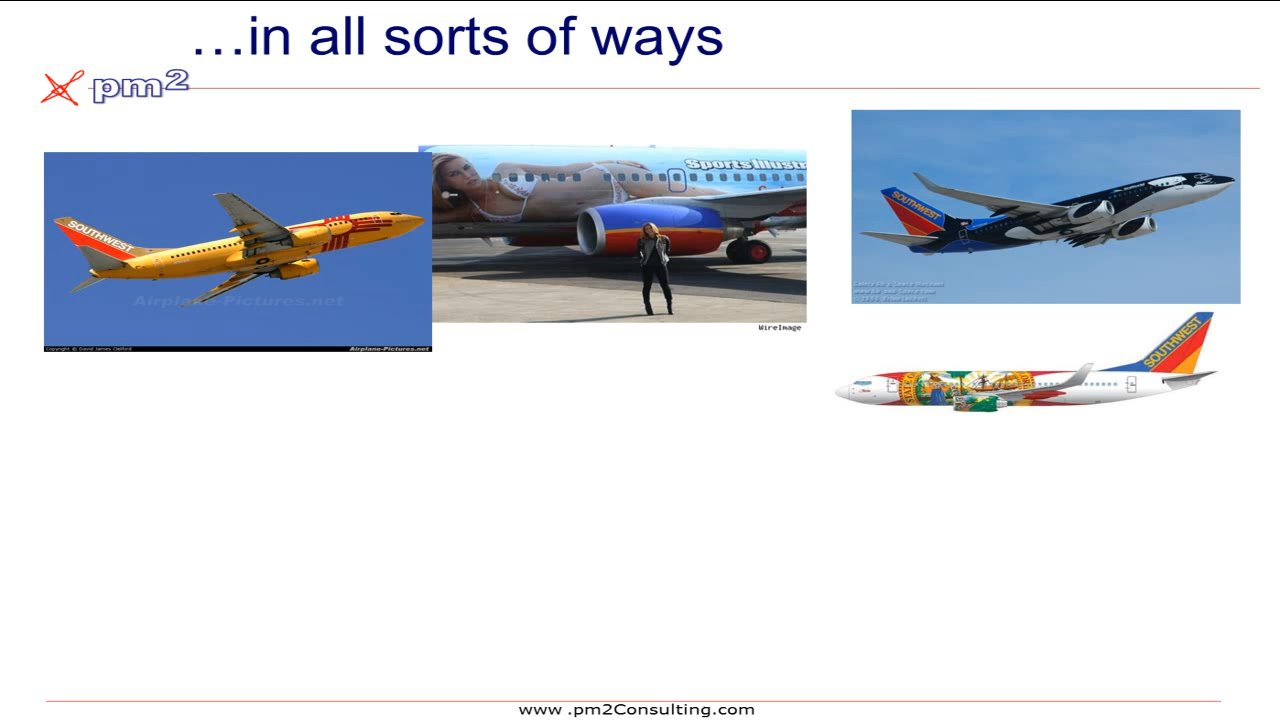 …in all sorts of ways
pm2
SOUTHWEST
Airplane-Pictures.net
Airplane-Pictures.net
Sports Illustr
WireImage
SOUTHWEST
SOUTHWEST
www .pm2Consulting.com